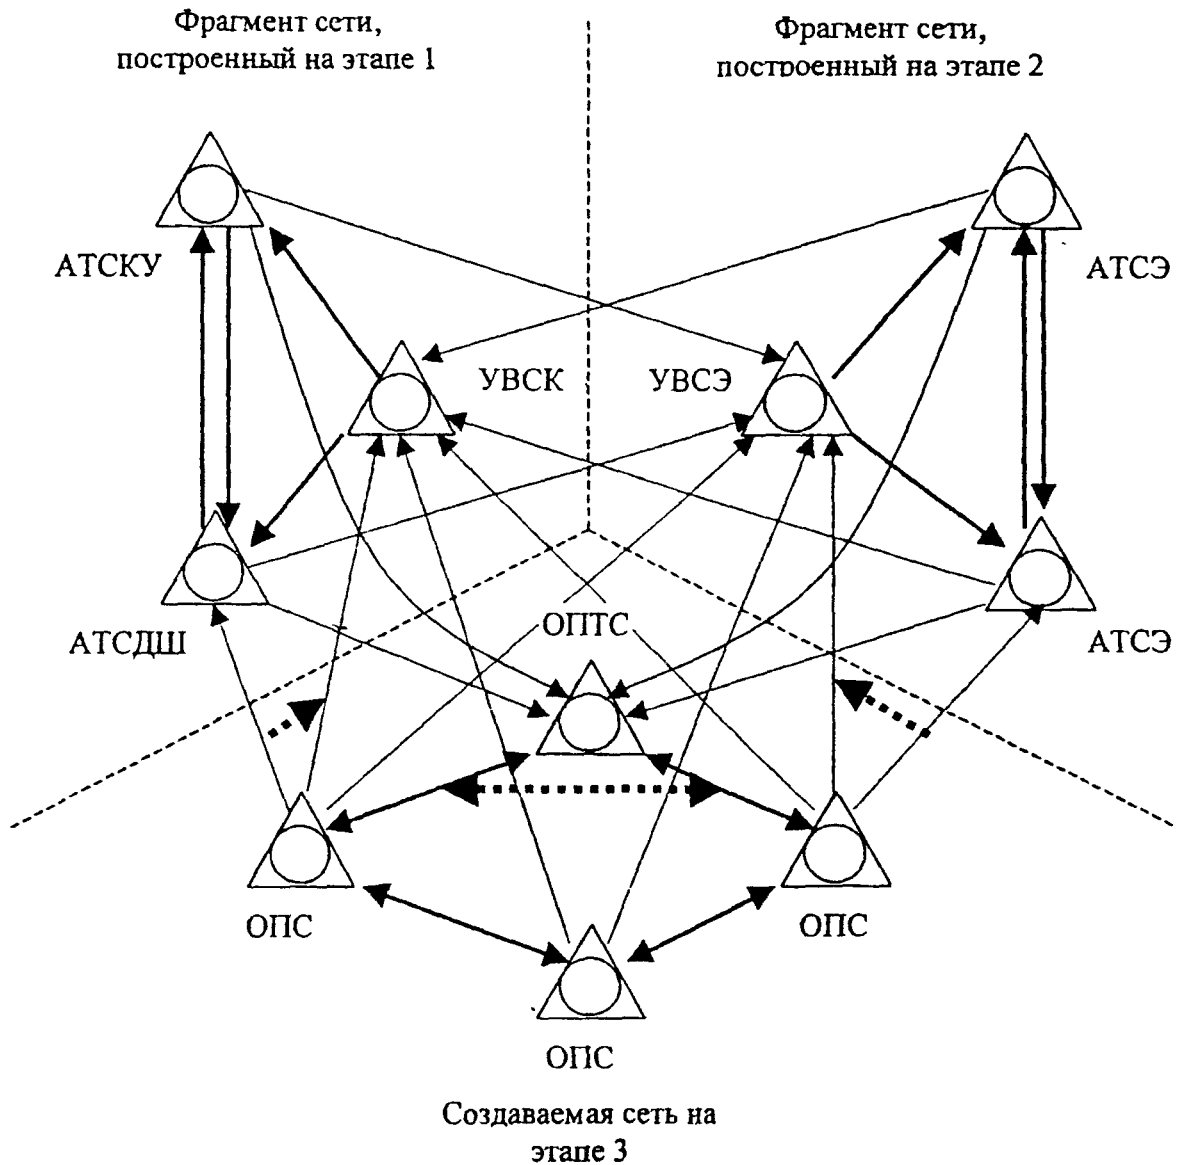 Фрагмент сети,
построенный на этапе 1
Фрагмент сети,
построенный на этапе 2
АТСКУ
АТСЭ
УВСК
УВСЭ
ОПТС
АТСДШ
АТСЭ
ОПС
ОПС
ОПС
Создаваемая сеть на
этапе 3